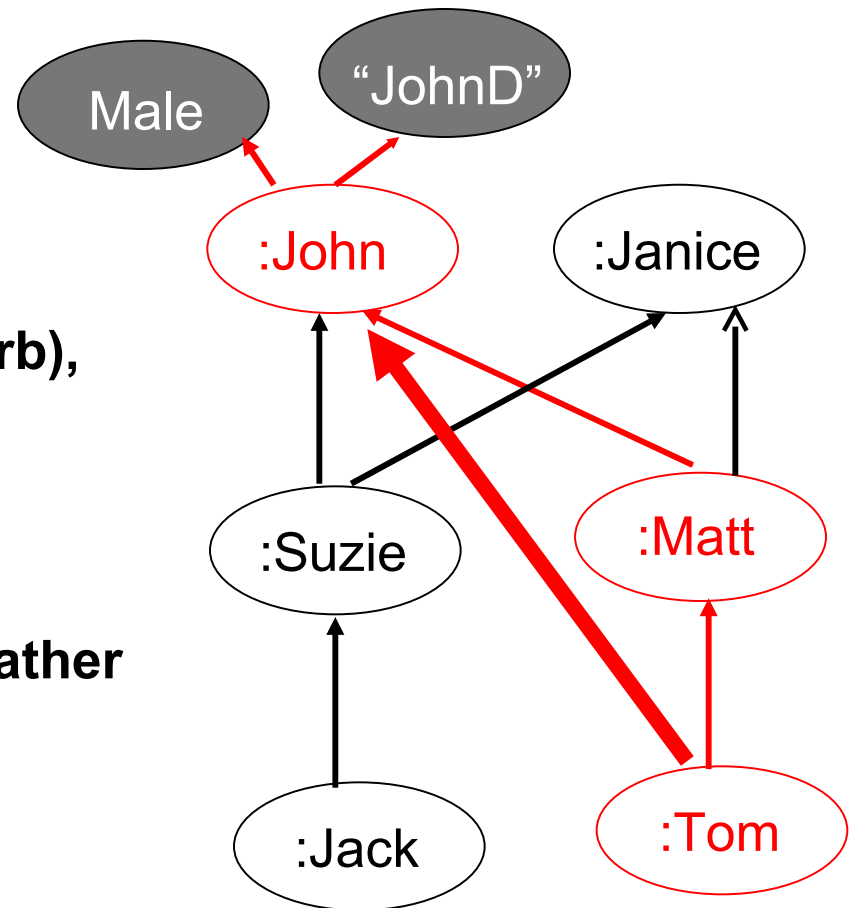 Male
“JohnD”
:John
:Janice
rb),
:Suzie
:Matt
ather
:Jack
:Tom